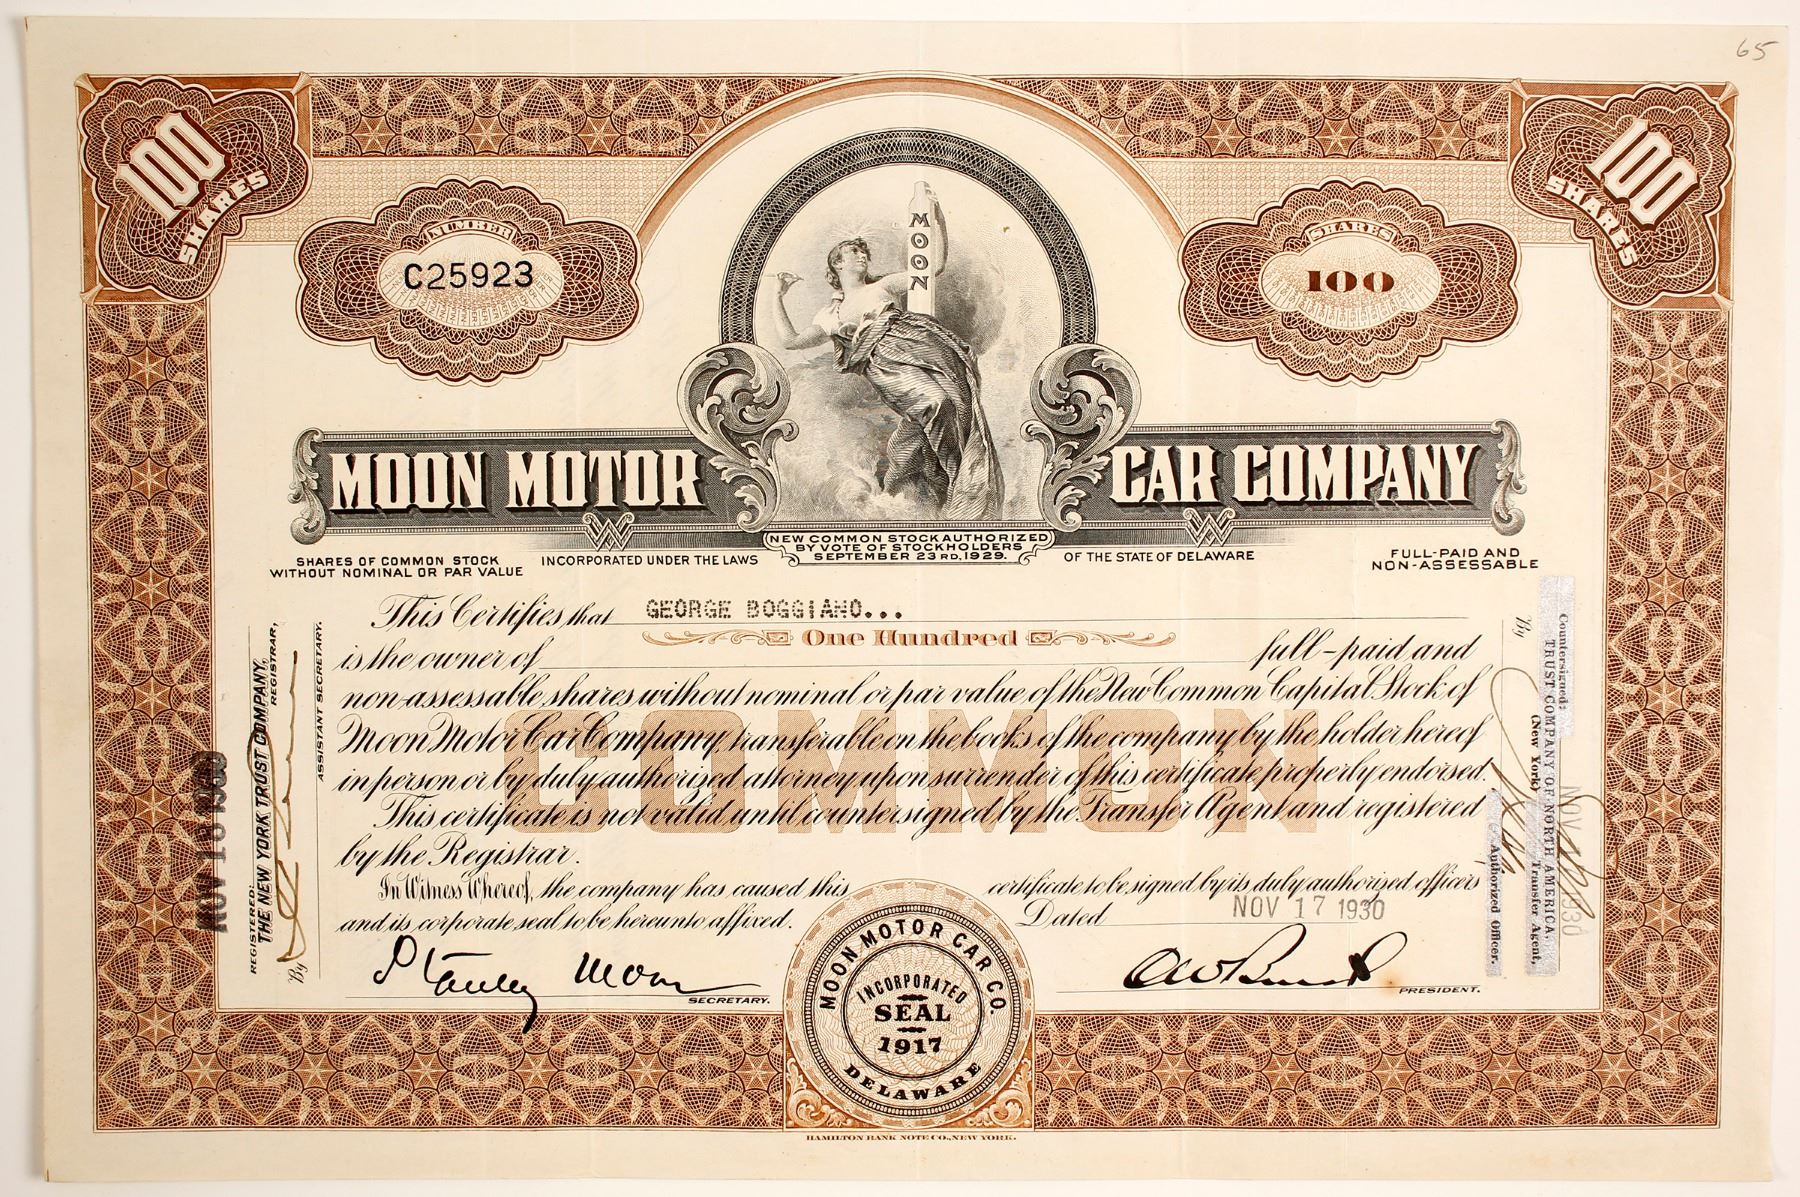 65
100
SHARES
100
SHARES
NUMBER
C25923
MOON
SHARES
100
MOON MOTOR CAR COMPANY
NEW COMMON STOCK AUTHORIZED
BY VOTE OF STOCKHOLDERS
SEPTEMBER 23RD, 1929.
SHARES OF COMMON STOCK
WITHOUT NOMINAL OR PAR VALUE
INCORPORATED UNDER THE LAWS
OF THE STATE OF DELAWARE
FULL-PAID AND
NON-ASSESSABLE
This Certifies that GEORGE BOGGIANO...
One Hundred
is the owner of full-paid and
non-assessable shares without nominal or par value of the New Common Capital Stock of
Moon Motor Car Company, transferable on the books of the company by the holder hereof
in person or by duly authorized attorney upon surrender of this certificate properly endorsed.
This certificate is not valid until countersigned by the Transfer Agent and registered
by the Registrar.
COMMON
In Witness Whereof, the company has caused this certificate to be signed by its duly authorised officers
and its corporate seal to be hereunto affixed.
Dated NOV 17 1930
Stanley Moon
SECRETARY.
PRESIDENT.
MOON MOTOR CAR CO.
INCORPORATED
SEAL
1917
DELAWARE
HAMILTON BANK NOTE CO., NEW YORK.
NOV 18 1930
REGISTERED:
THE NEW YORK TRUST COMPANY,
REGISTRAR,
By
ASSISTANT SECRETARY.
Countersigned:
TRUST COMPANY OF NORTH AMERICA,
(New York) Transfer Agent,
By
Authorized Officer.